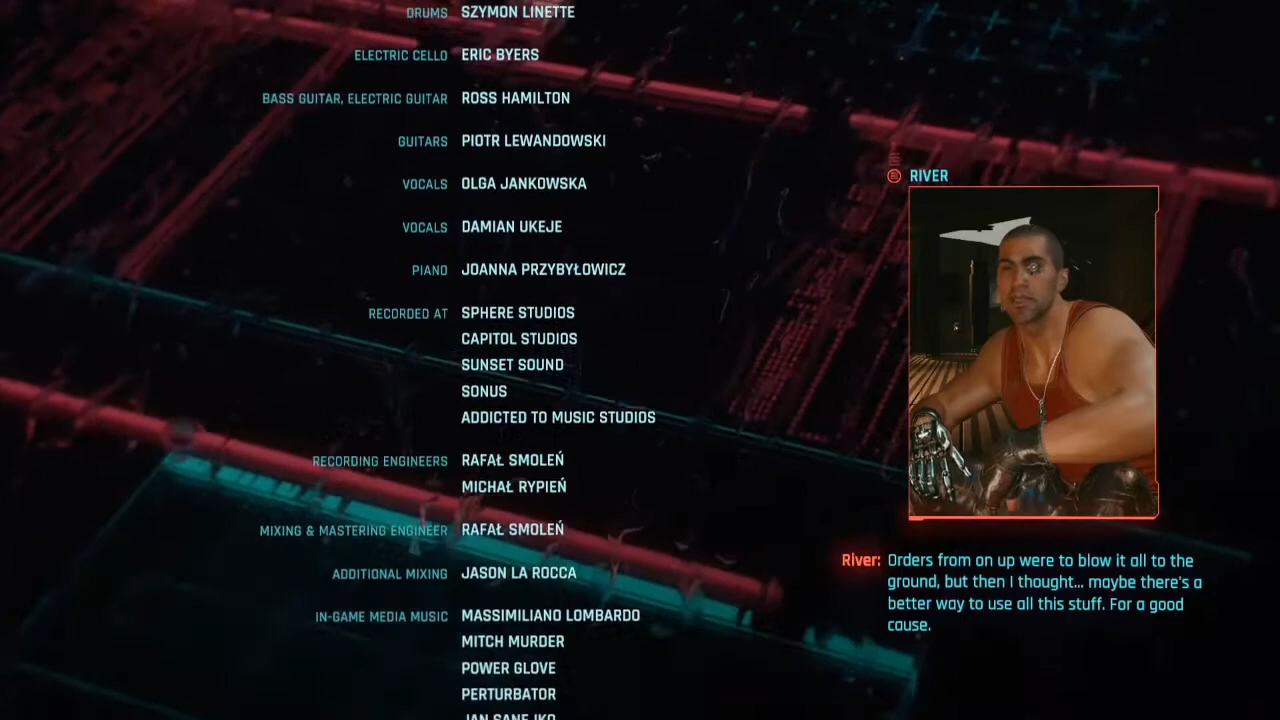 DRUMS SZYMON LINETTE
ELECTRIC CELLO ERIC BYERS
BASS GUITAR, ELECTRIC GUITAR ROSS HAMILTON
GUITARS PIOTR LEWANDOWSKI
VOCALS OLGA JANKOWSKA
VOCALS DAMIAN UKEJE
PIANO JOANNA PRZYBYŁOWICZ
RECORDED AT SPHERE STUDIOS
CAPITOL STUDIOS
SUNSET SOUND
SONUS
ADDICTED TO MUSIC STUDIOS
RECORDING ENGINEERS RAFAŁ SMOLEŃ
MICHAŁ RYPIEŃ
MIXING & MASTERING ENGINEER RAFAŁ SMOLEŃ
ADDITIONAL MIXING JASON LA ROCCA
IN-GAME MEDIA MUSIC MASSIMILIANO LOMBARDO
MITCH MURDER
POWER GLOVE
PERTURBATOR
RIVER
River: Orders from on up were to blow it all to the
ground, but then I thought... maybe there's a
better way to use all this stuff. For a good
cause.